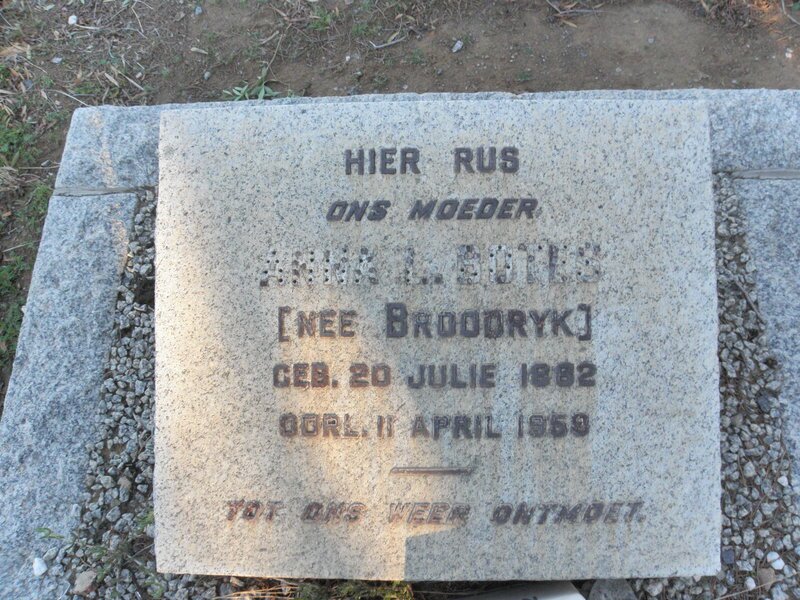 HIER RUS
ONS MOEDER
ANNA L. BOTES
[NEE BROODRYK]
GEB. 20 JULIE 1882
OORL. 11 APRIL 1959
TOT ONS WEER ONTMOET.